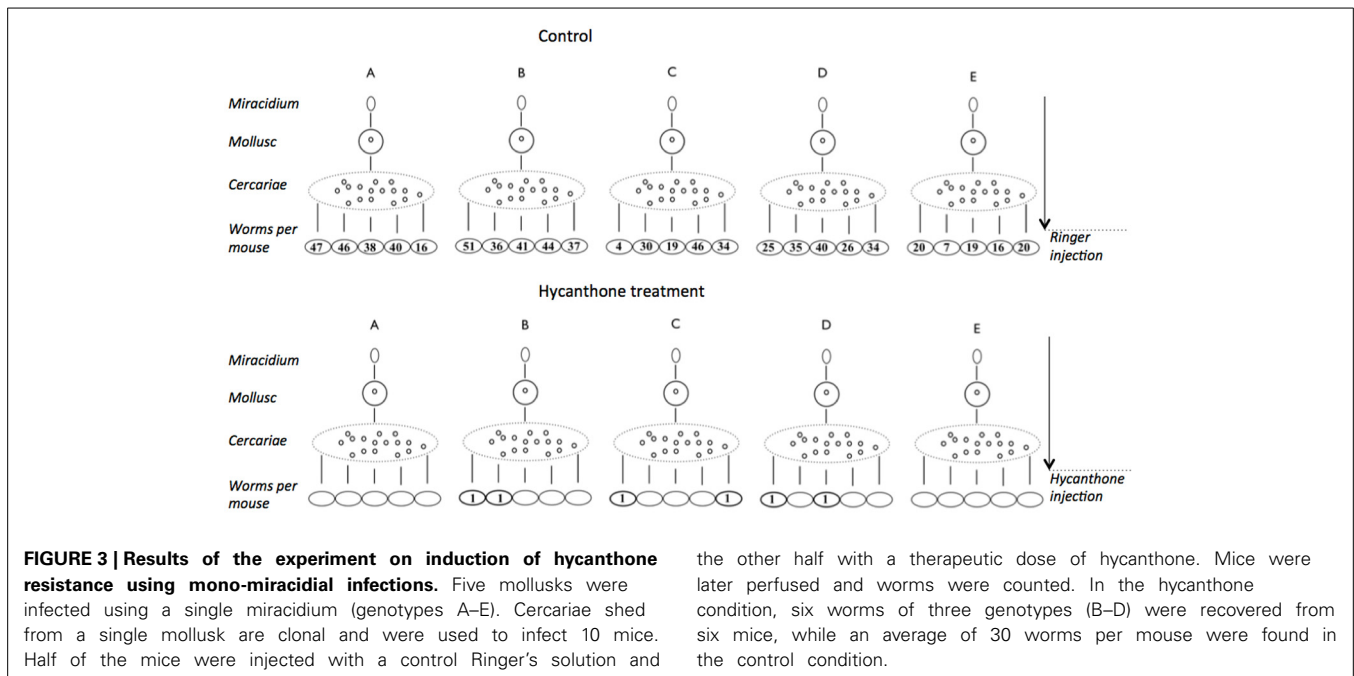 Control
A B C D E
Miracidium
Mollusc
Cercariae
Worms per
mouse
47 46 38 40 16 51 36 41 44 37 4 30 19 46 34 25 35 40 26 34 20 7 19 16 20
Ringer
injection
Hycanthone treatment
A B C D E
Miracidium
Mollusc
Cercariae
Worms per
mouse
1 1 1 1 1 1
Hycanthone
injection
FIGURE 3 | Results of the experiment on induction of hycanthone
resistance using mono-miracidial infections. Five mollusks were
infected using a single miracidium (genotypes A–E). Cercariae shed
from a single mollusk are clonal and were used to infect 10 mice.
Half of the mice were injected with a control Ringer's solution and
the other half with a therapeutic dose of hycanthone. Mice were
later perfused and worms were counted. In the hycanthone
condition, six worms of three genotypes (B–D) were recovered from
six mice, while an average of 30 worms per mouse were found in
the control condition.